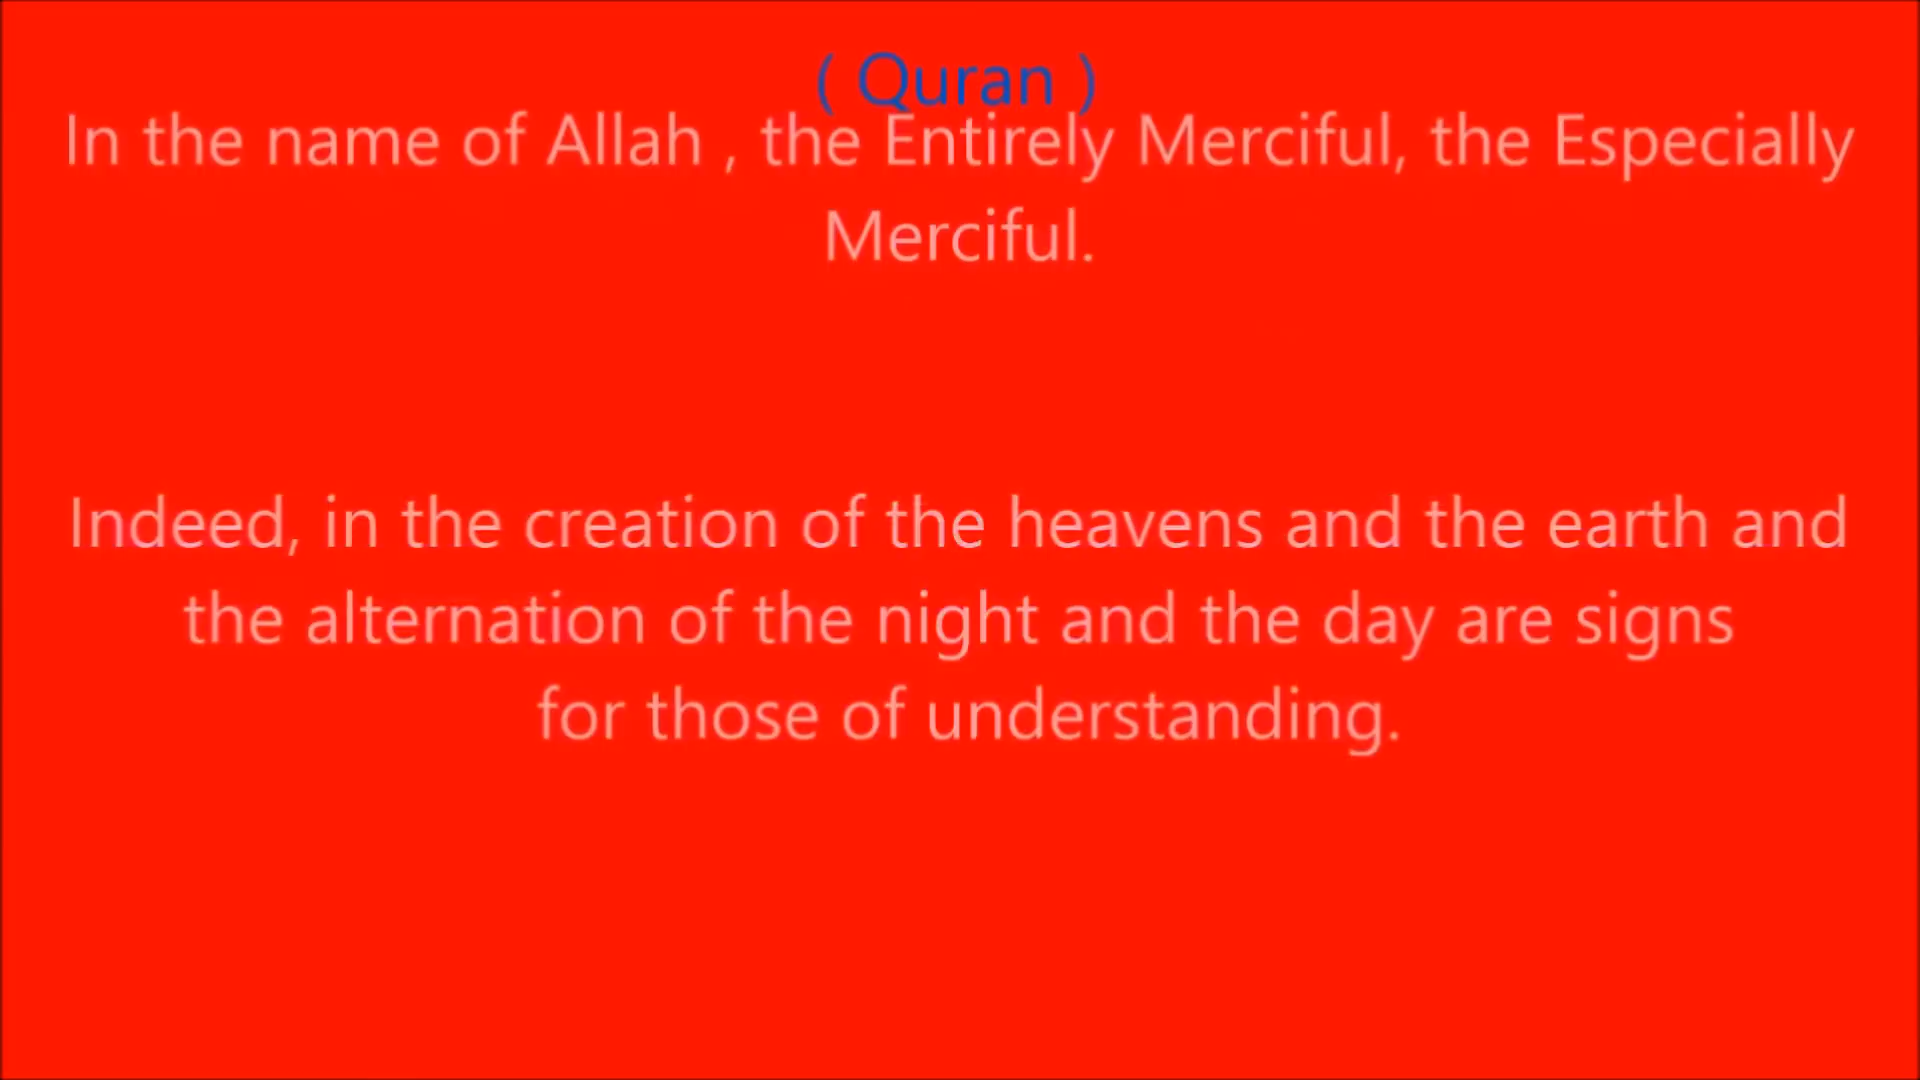 ( Quran )
In the name of Allah , the Entirely Merciful, the Especially
Merciful.
Indeed, in the creation of the heavens and the earth and
the alternation of the night and the day are signs
for those of understanding.